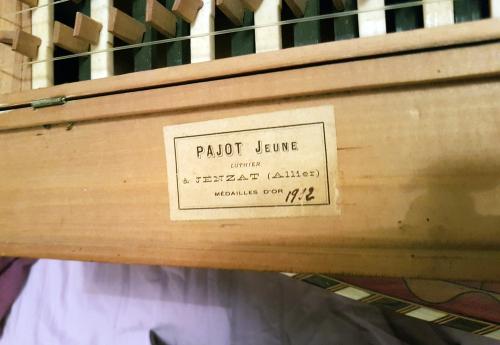 PAJOT JEUNE
LUTHIER
à JENZAT (Allier)
MÉDAILLES D'OR 1912